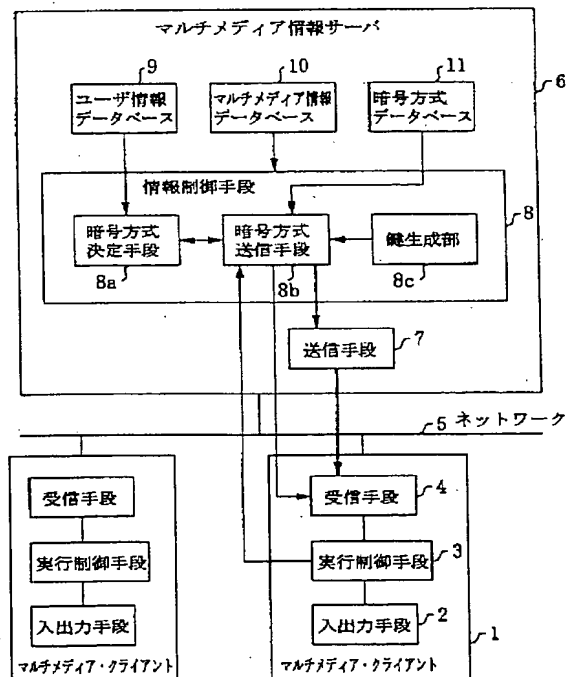 マルチメディア情報サーバ
9
10
11
6
ユーザ情報
データベース
マルチメディア情報
データベース
暗号方式
データベース
情報制御手段
8
暗号方式
決定手段
暗号方式
送信手段
鍵生成部
8a
8b
8c
送信手段
7
5 ネットワーク
受信手段
受信手段
4
実行制御手段
実行制御手段
3
入出力手段
入出力手段
2
1
マルチメディア・クライアント
マルチメディア・クライアント